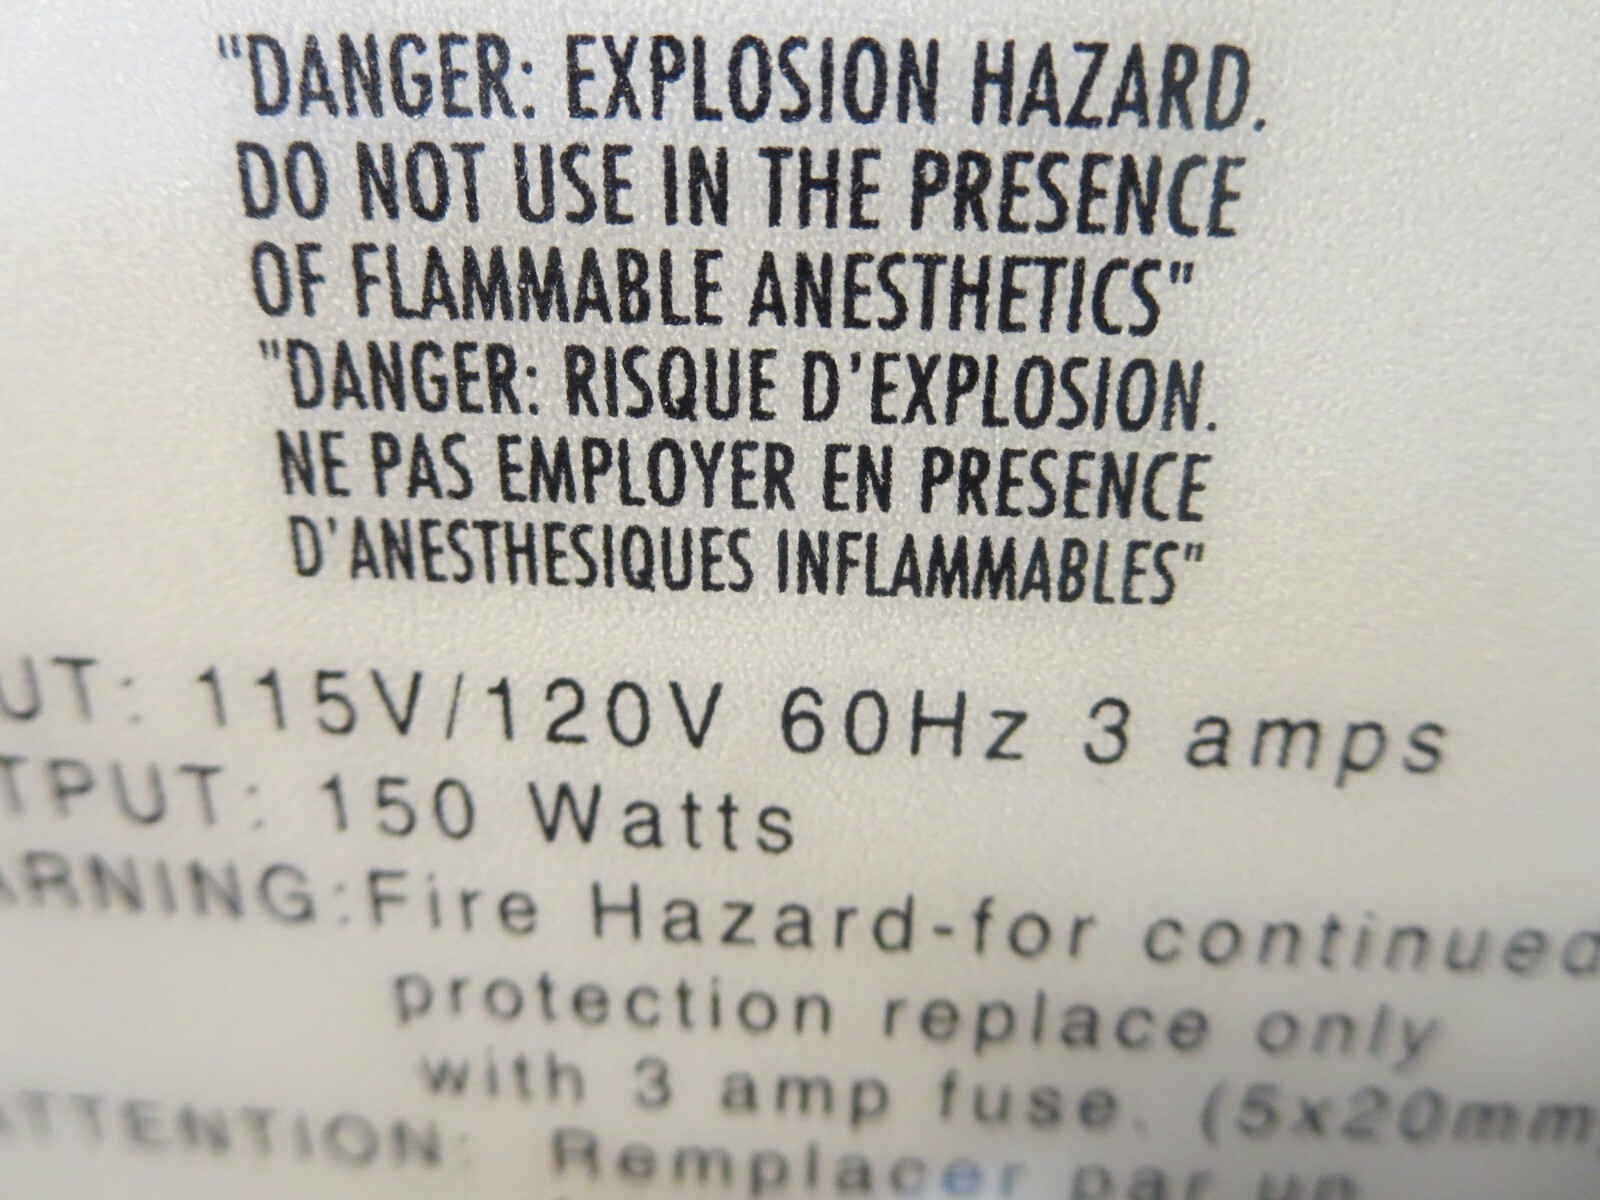 "DANGER: EXPLOSION HAZARD.
DO NOT USE IN THE PRESENCE
OF FLAMMABLE ANESTHETICS"
"DANGER: RISQUE D'EXPLOSION.
NE PAS EMPLOYER EN PRESENCE
D'ANESTHESIQUES INFLAMMABLES"
UT: 115V/120V 60Hz 3 amps
TPUT: 150 Watts
ARNING:Fire Hazard-for continued
protection replace only
with 3 amp fuse. (5x20mm)
ATTENTION: Remplacer par un